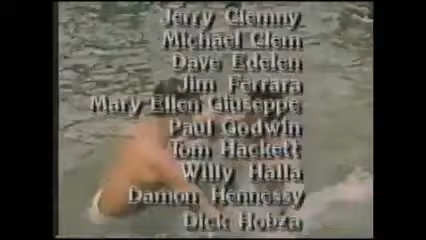 Jerry Clemny
Michael Clem
Dave Edelen
Jim Ferrara
Mary Ellen Giuseppe
Paul Godwin
Tom Hackett
Willy Halla
Damon Hennessy
Dick Hobza